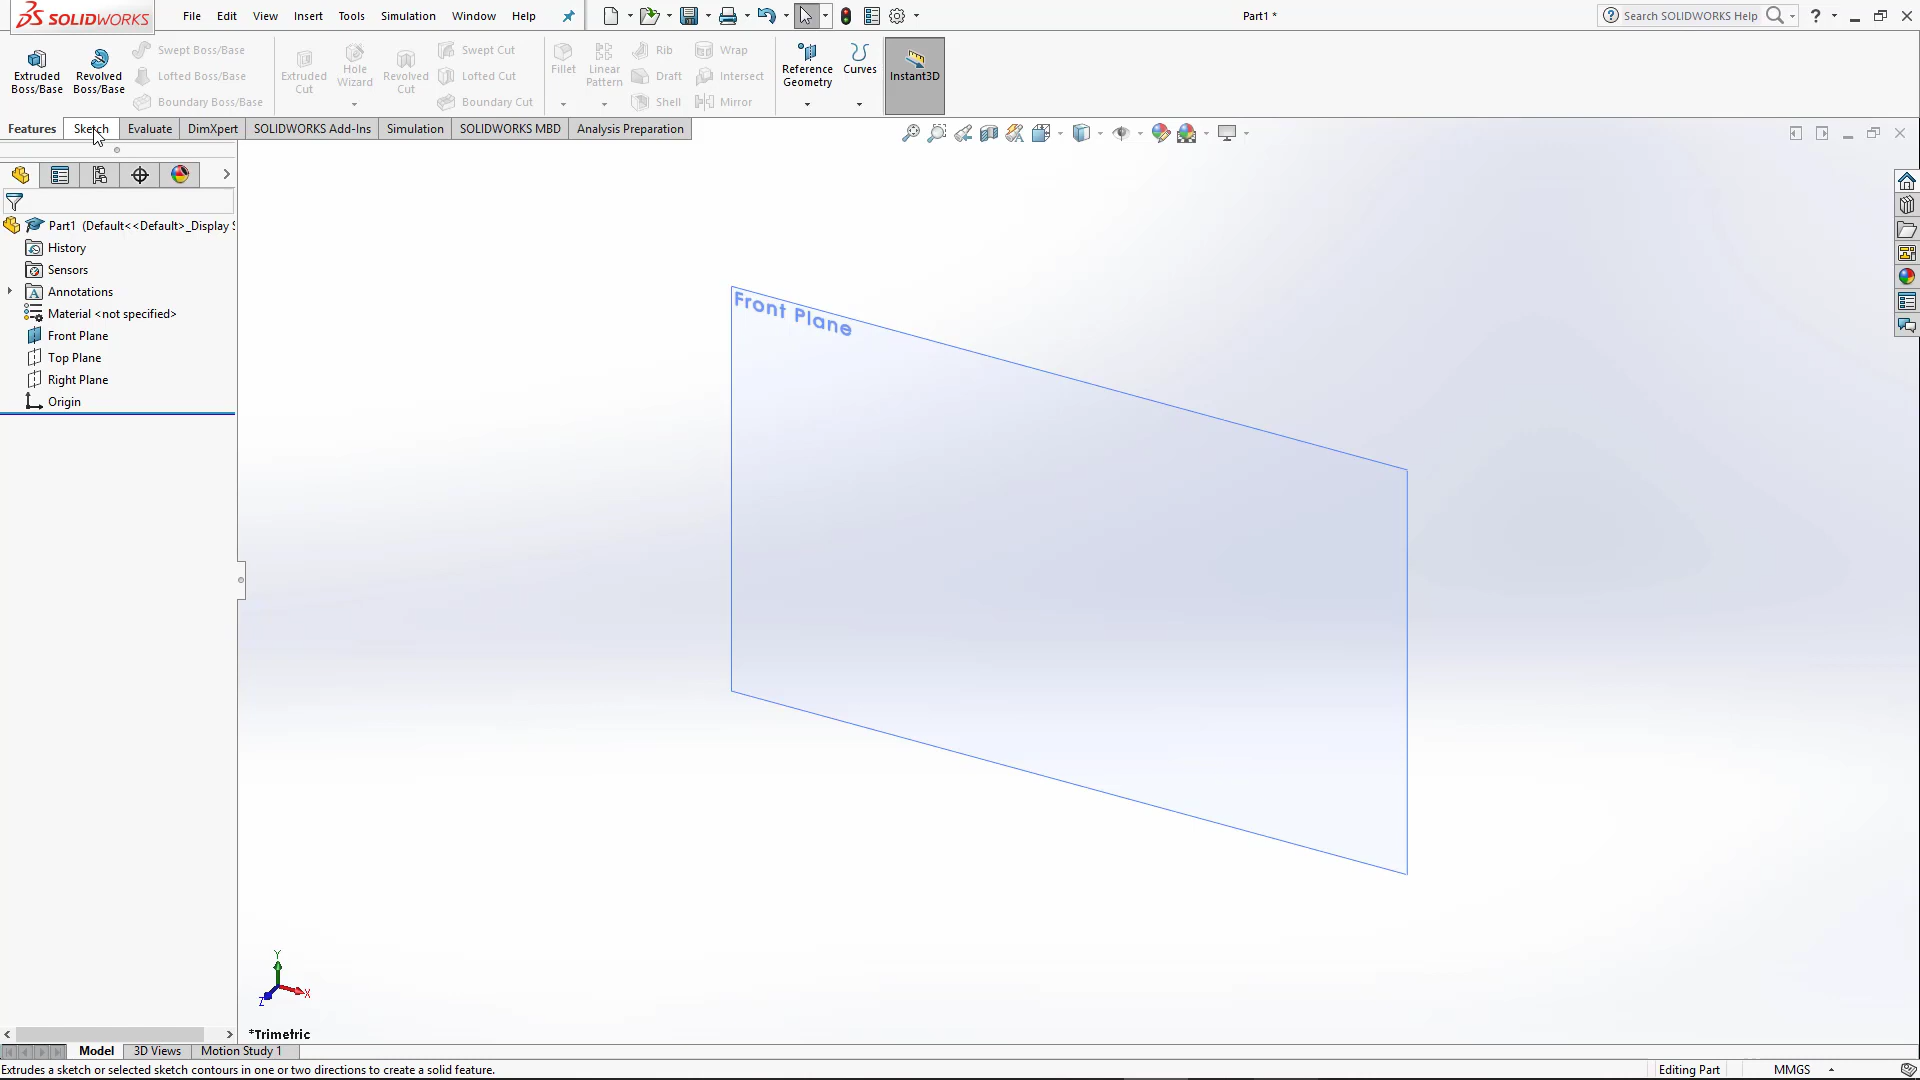 SOLIDWORKS File Edit View Insert Tools Simulation Window Help Part1 * Search SOLIDWORKS Help ?
Extruded Boss/Base
Revolved Boss/Base
Swept Boss/Base
Lofted Boss/Base
Boundary Boss/Base
Extruded Cut
Hole Wizard
Revolved Cut
Swept Cut
Lofted Cut
Boundary Cut
Fillet
Linear Pattern
Rib
Draft
Shell
Wrap
Intersect
Mirror
Reference Geometry
Curves
Instant3D
Features Sketch Evaluate DimXpert SOLIDWORKS Add-Ins Simulation SOLIDWORKS MBD Analysis Preparation
Part1 (Default<<Default>_Display S
History
Sensors
Annotations
Material <not specified>
Front Plane
Top Plane
Right Plane
Origin
Front Plane
Y
X
Z
*Trimetric
Model 3D Views Motion Study 1
Extrudes a sketch or selected sketch contours in one or two directions to create a solid feature. Editing Part MMGS